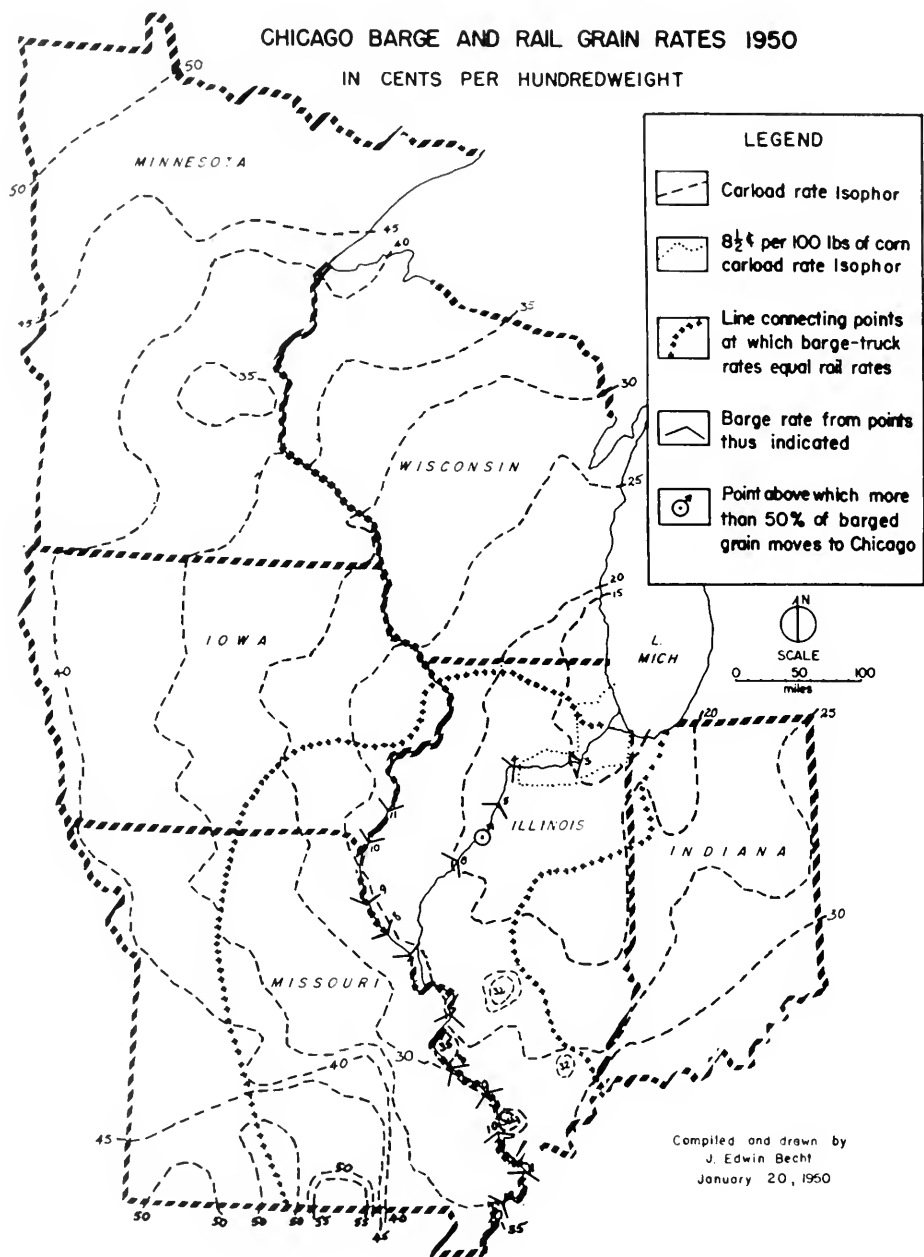 CHICAGO BARGE AND RAIL GRAIN RATES 1950
IN CENTS PER HUNDREDWEIGHT
LEGEND
Carload rate Isophor
8½¢ per 100 lbs of corn
carload rate Isophor
Line connecting points
at which barge-truck
rates equal rail rates
Barge rate from points
thus indicated
Point above which more
than 50% of barged
grain moves to Chicago
N
SCALE
0 50 100
miles
50
MINNESOTA
50
45
40
45
35
35
30
WISCONSIN
25
20
15
IOWA
L.
MICH
40
20
25
3
ILLINOIS
INDIANA
11
10
9
30
MISSOURI
32
30
40
32
45
50
50 50 50 55 55 40
45
35
Compiled and drawn by
J. Edwin Becht
January 20, 1950